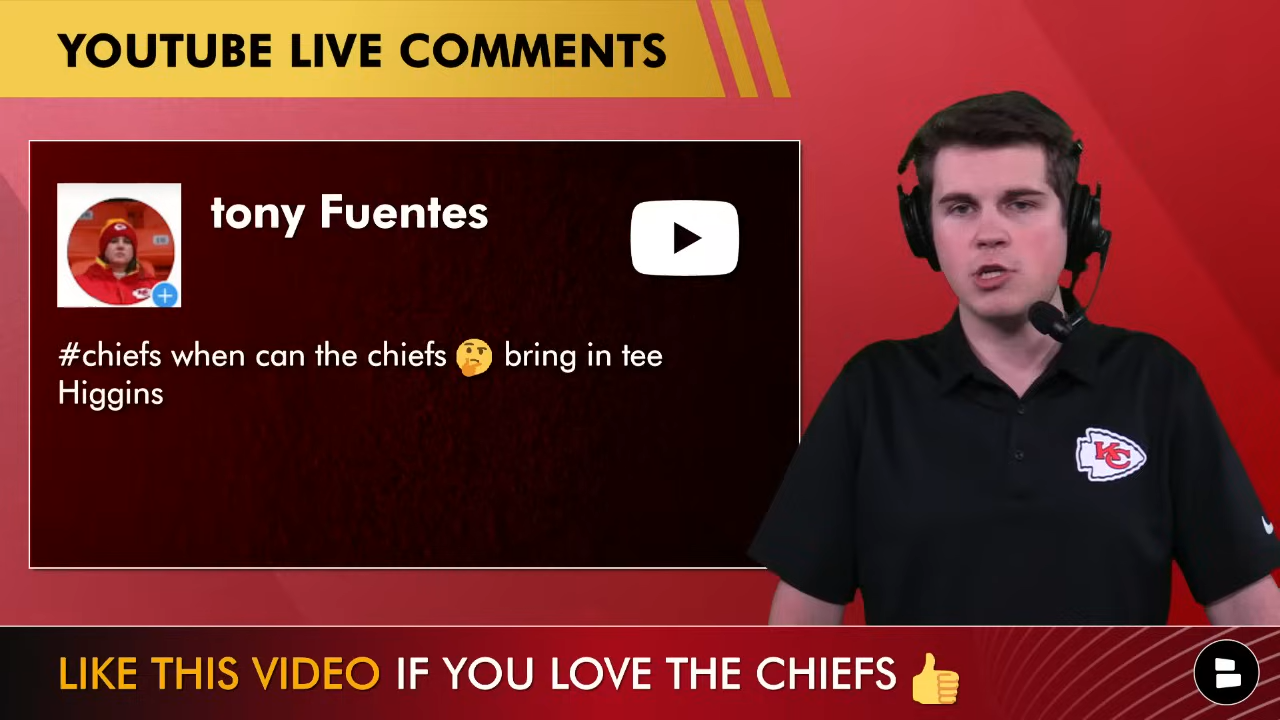 YOUTUBE LIVE COMMENTS
tony Fuentes
#chiefs when can the chiefs 🤔 bring in tee
Higgins
KC
LIKE THIS VIDEO IF YOU LOVE THE CHIEFS 👍